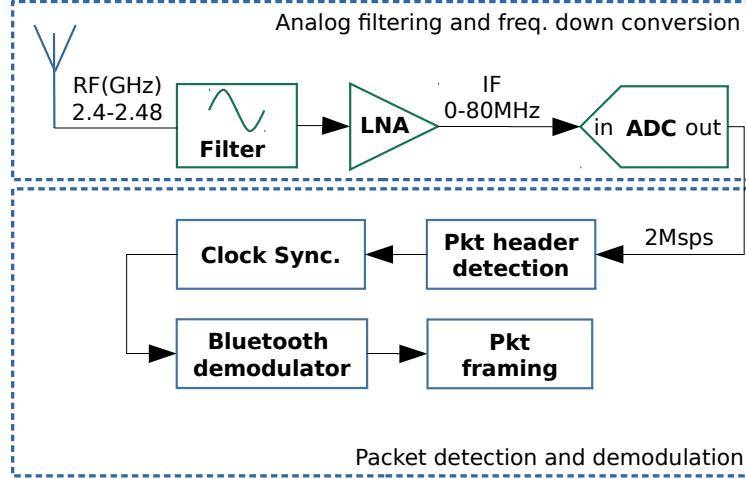 Analog filtering and freq. down conversion
RF(GHz)
2.4-2.48
Filter
LNA
IF
0-80MHz
in ADC out
2Msps
Pkt header
detection
Clock Sync.
Bluetooth
demodulator
Pkt
framing
Packet detection and demodulation